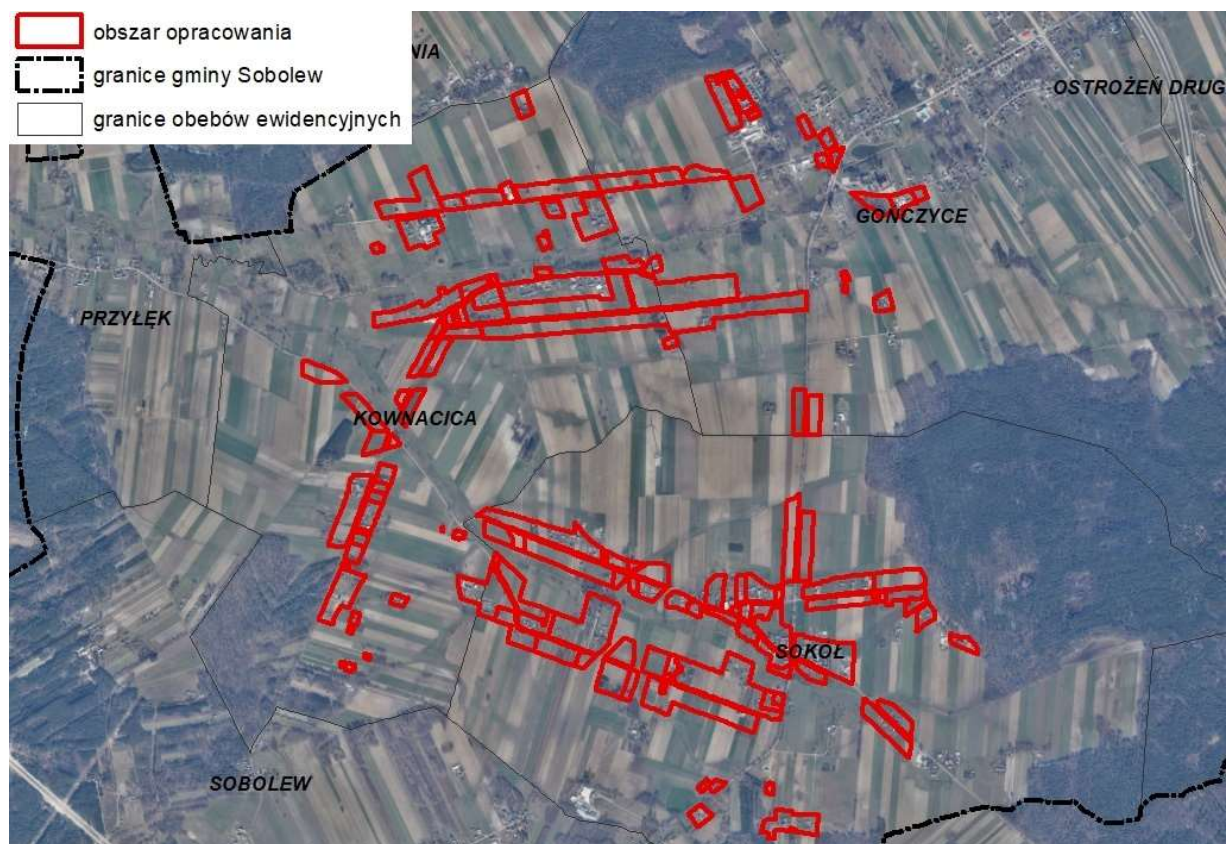 obszar opracowania
granice gminy Sobolew
granice obebów ewidencyjnych
NIA
OSTROŻEŃ DRUG
GOŃCZYCE
PRZYŁĘK
KOWNACICA
SOKÓŁ
SOBOLEW